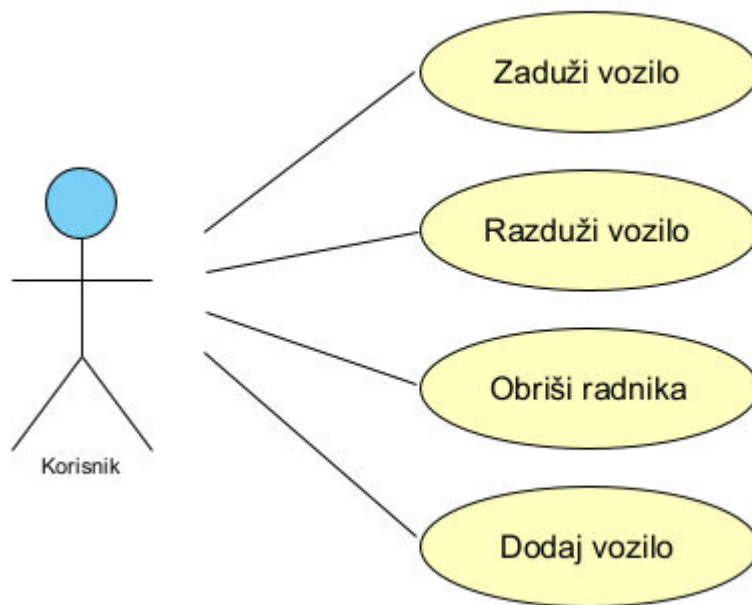 Zaduži vozilo
Razduži vozilo
Obriši radnika
Korisnik
Dodaj vozilo